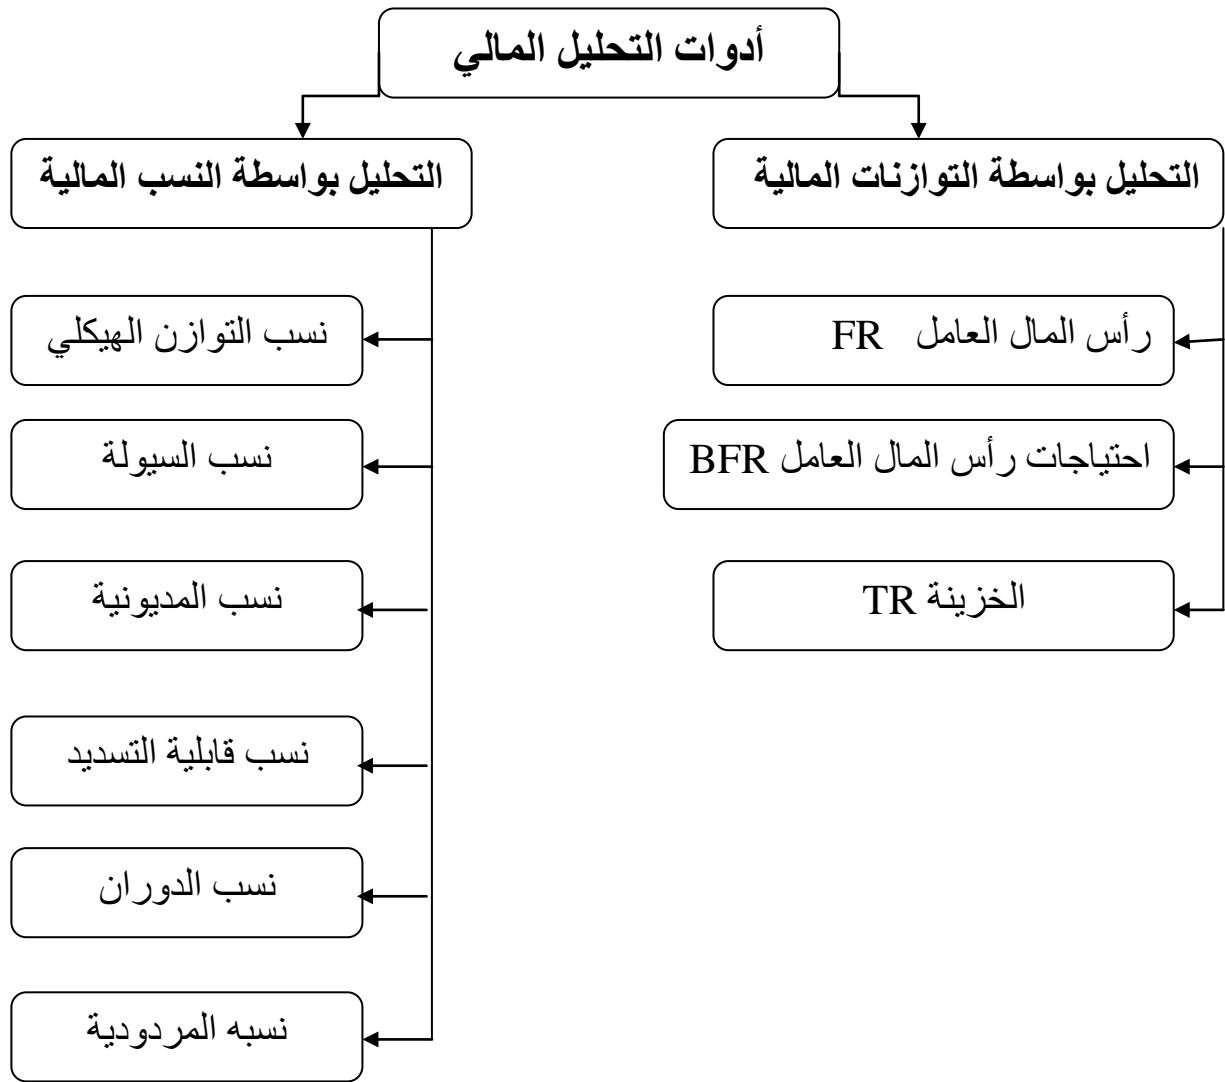 أدوات التحليل المالي
التحليل بواسطة التوازنات المالية
التحليل بواسطة النسب المالية
رأس المال العامل FR
احتياجات رأس المال العامل BFR
الخزينة TR
نسب التوازن الهيكلي
نسب السيولة
نسب المديونية
نسب قابلية التسديد
نسب الدوران
نسبه المردودية